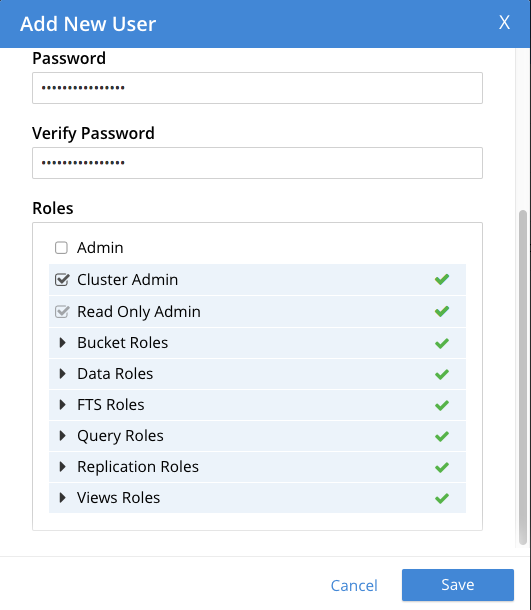 Add New User X
Password
••••••••••••••••
Verify Password
••••••••••••••••
Roles
Admin
Cluster Admin
Read Only Admin
Bucket Roles
Data Roles
FTS Roles
Query Roles
Replication Roles
Views Roles
Cancel Save